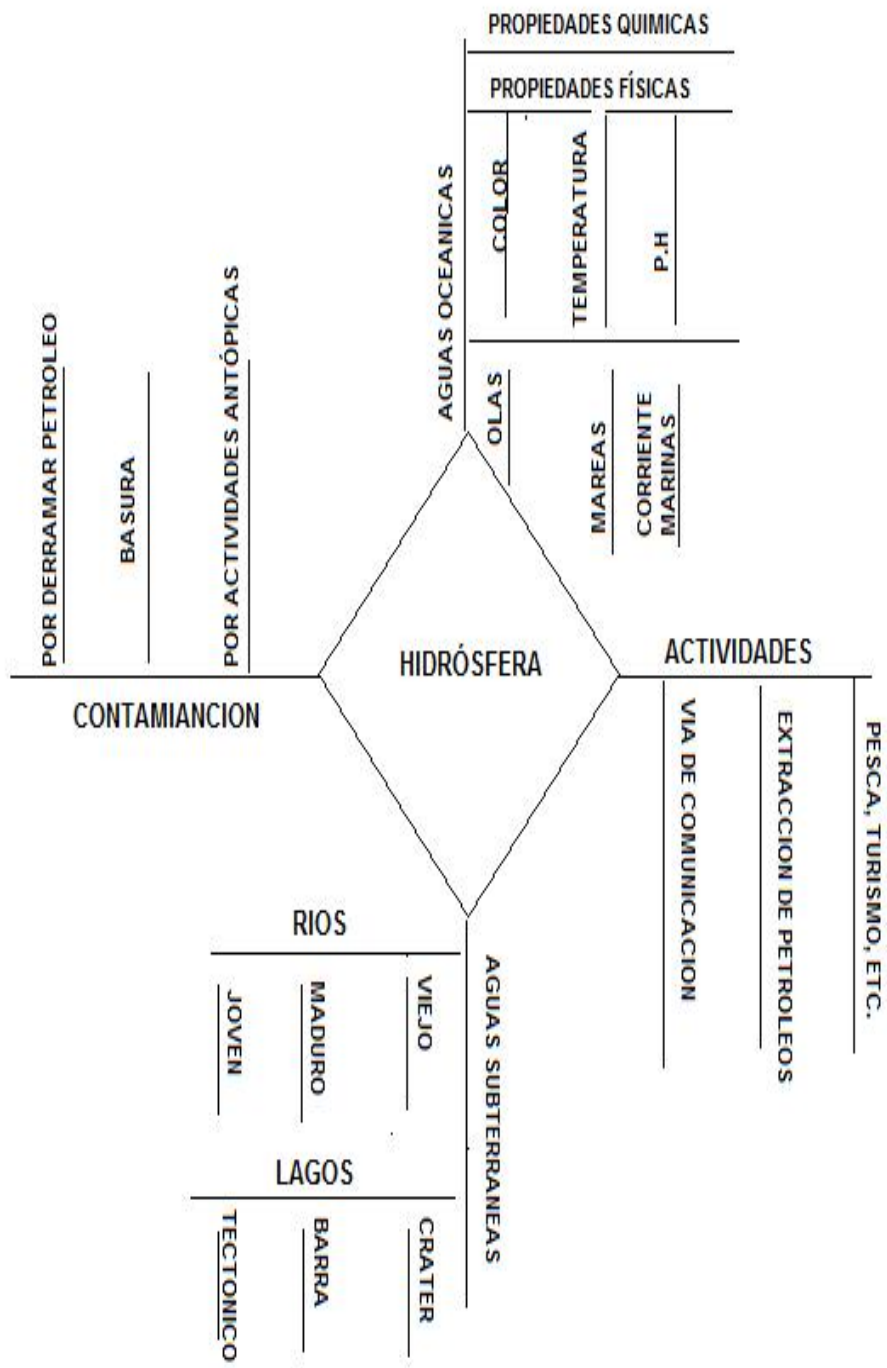 PROPIEDADES QUIMICAS
PROPIEDADES FÍSICAS
AGUAS OCEANICAS
COLOR
TEMPERATURA
P.H
OLAS
MAREAS
CORRIENTE
MARINAS
POR DERRAMAR PETROLEO
BASURA
POR ACTIVIDADES ANTÓPICAS
CONTAMIANCION
HIDRÓSFERA
ACTIVIDADES
VIA DE COMUNICACION
EXTRACCION DE PETROLEOS
PESCA, TURISMO, ETC.
AGUAS SUBTERRANEAS
RIOS
VIEJO
MADURO
JOVEN
LAGOS
CRATER
BARRA
TECTONICO